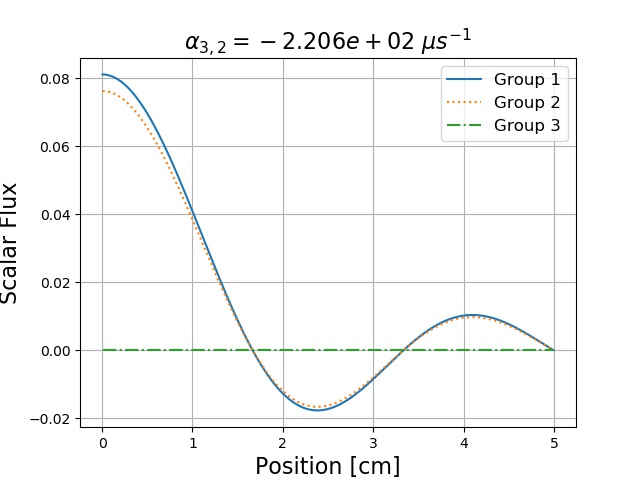 α3,2 = −2.206e + 02 μs−1
Group 1
Group 2
Group 3
Scalar Flux
0.08
0.06
0.04
0.02
0.00
−0.02
0 1 2 3 4 5
Position [cm]